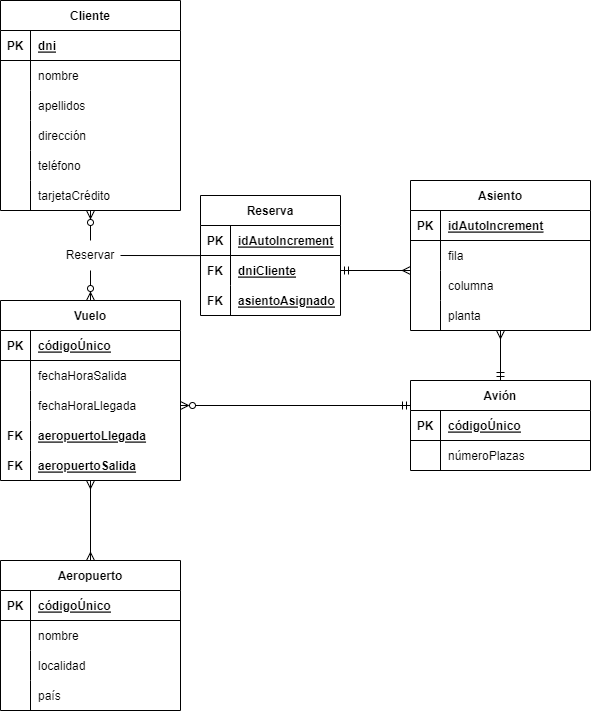 Cliente
PK dni
nombre
apellidos
dirección
teléfono
tarjetaCrédito
Reservar
Reserva
PK idAutoIncrement
FK dniCliente
FK asientoAsignado
Asiento
PK idAutoIncrement
fila
columna
planta
Vuelo
PK códigoÚnico
fechaHoraSalida
fechaHoraLlegada
FK aeropuertoLlegada
FK aeropuertoSalida
Avión
PK códigoÚnico
númeroPlazas
Aeropuerto
PK códigoÚnico
nombre
localidad
país